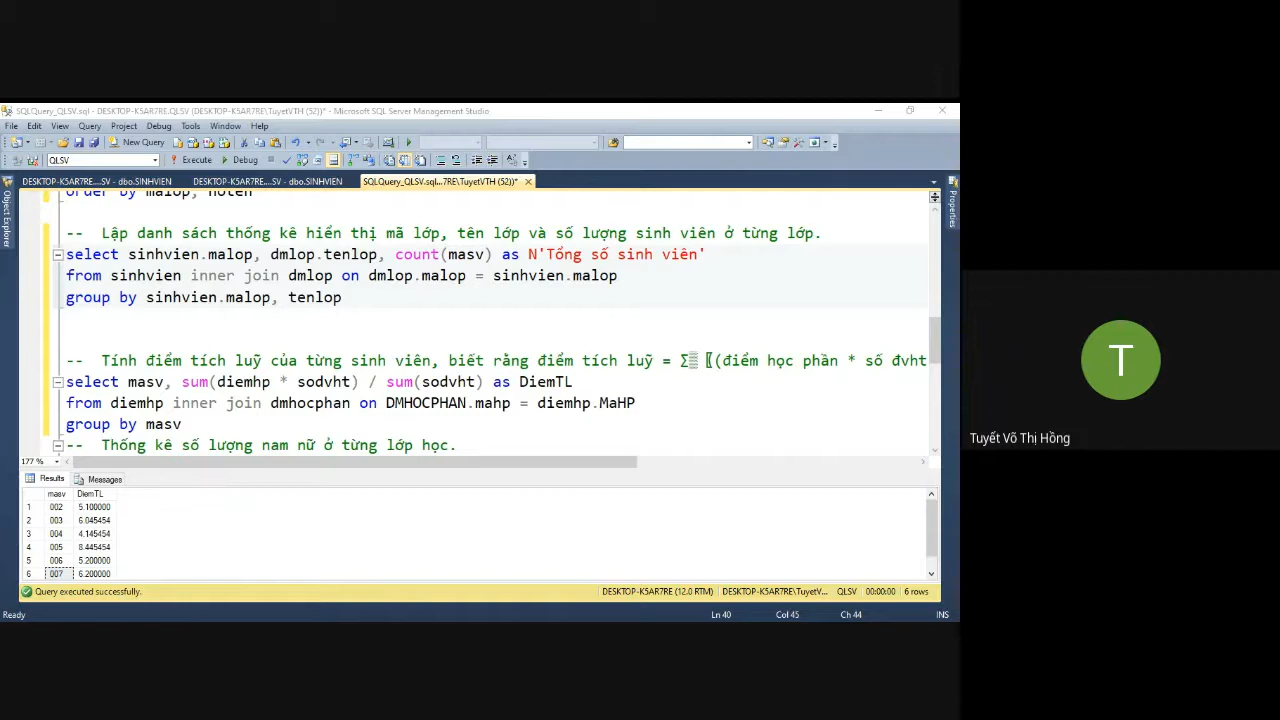 SQLQuery_QLSV.sql - DESKTOP-K5AR7RE.QLSV (DESKTOP-K5AR7RE\TuyetVTH (52))* - Microsoft SQL Server Management Studio
File Edit View Query Project Debug Tools Window Help
New Query
QLSV Execute Debug
DESKTOP-K5AR7RE....SV - dbo.SINHVIEN DESKTOP-K5AR7RE....SV - dbo.SINHVIEN SQLQuery_QLSV.sql...7RE\TuyetVTH (52))*
Object Explorer
Properties
order by malop, hoten
-- Lập danh sách thống kê hiển thị mã lớp, tên lớp và số lượng sinh viên ở từng lớp.
select sinhvien.malop, dmlop.tenlop, count(masv) as N'Tổng số sinh viên'
from sinhvien inner join dmlop on dmlop.malop = sinhvien.malop
group by sinhvien.malop, tenlop
-- Tính điểm tích luỹ của từng sinh viên, biết rằng điểm tích luỹ = Σ▒〖(điểm học phần * số đvht
select masv, sum(diemhp * sodvht) / sum(sodvht) as DiemTL
from diemhp inner join dmhocphan on DMHOCPHAN.mahp = diemhp.MaHP
group by masv
-- Thống kê số lượng nam nữ ở từng lớp học.
177 %
Results Messages
masv DiemTL
1 002 5.100000
2 003 6.045454
3 004 4.145454
4 005 8.445454
5 006 5.200000
6 007 6.200000
Query executed successfully. DESKTOP-K5AR7RE (12.0 RTM) DESKTOP-K5AR7RE\TuyetV... QLSV 00:00:00 6 rows
Ready Ln 40 Col 45 Ch 44 INS
T
Tuyết Võ Thị Hồng